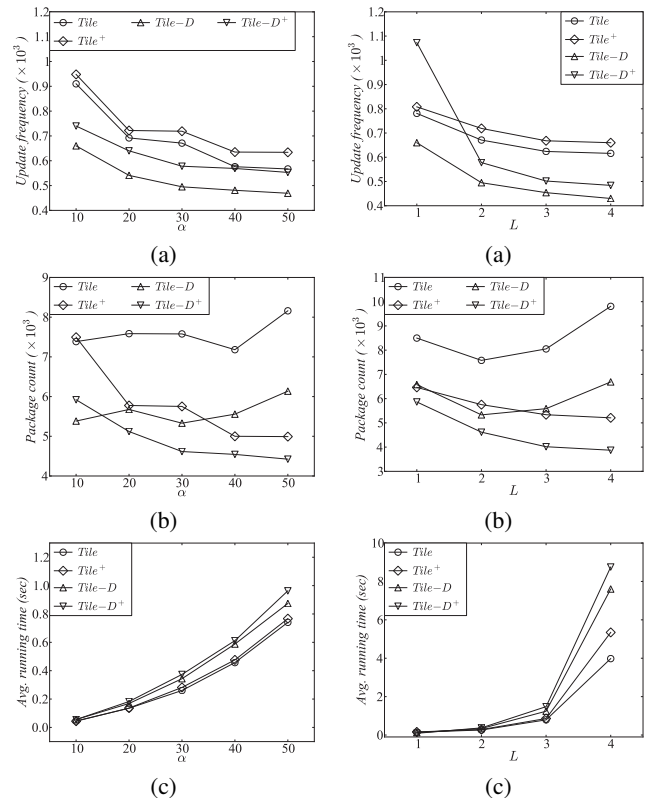 Tile Tile−D Tile−D⁺
Tile⁺
Update frequency (×10³)
1.2
1.1
1
0.9
0.8
0.7
0.6
0.5
0.4
10 20 30 40 50
α
(a)
Tile
Tile⁺
Tile−D
Tile−D⁺
Update frequency (×10³)
1.2
1.1
1
0.9
0.8
0.7
0.6
0.5
0.4
1 2 3 4
L
(a)
Tile Tile−D
Tile⁺ Tile−D⁺
Package count (×10³)
9
8
7
6
5
4
10 20 30 40 50
α
(b)
Tile Tile−D
Tile⁺ Tile−D⁺
Package count (×10³)
11
10
9
8
7
6
5
4
3
1 2 3 4
L
(b)
Tile
Tile⁺
Tile−D
Tile−D⁺
Avg. running time (sec)
1.2
1.0
0.8
0.6
0.4
0.2
0.0
10 20 30 40 50
α
(c)
Tile
Tile⁺
Tile−D
Tile−D⁺
Avg. running time (sec)
10
8
6
4
2
0
1 2 3 4
L
(c)